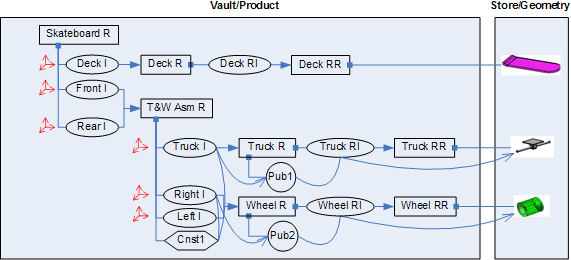 Vault/Product
Store/Geometry
Skateboard R
Deck I
Deck R
Deck RI
Deck RR
Front I
T&W Asm R
Rear I
Truck I
Truck R
Truck RI
Truck RR
Pub1
Right I
Wheel R
Wheel RI
Wheel RR
Left I
Cnst1
Pub2